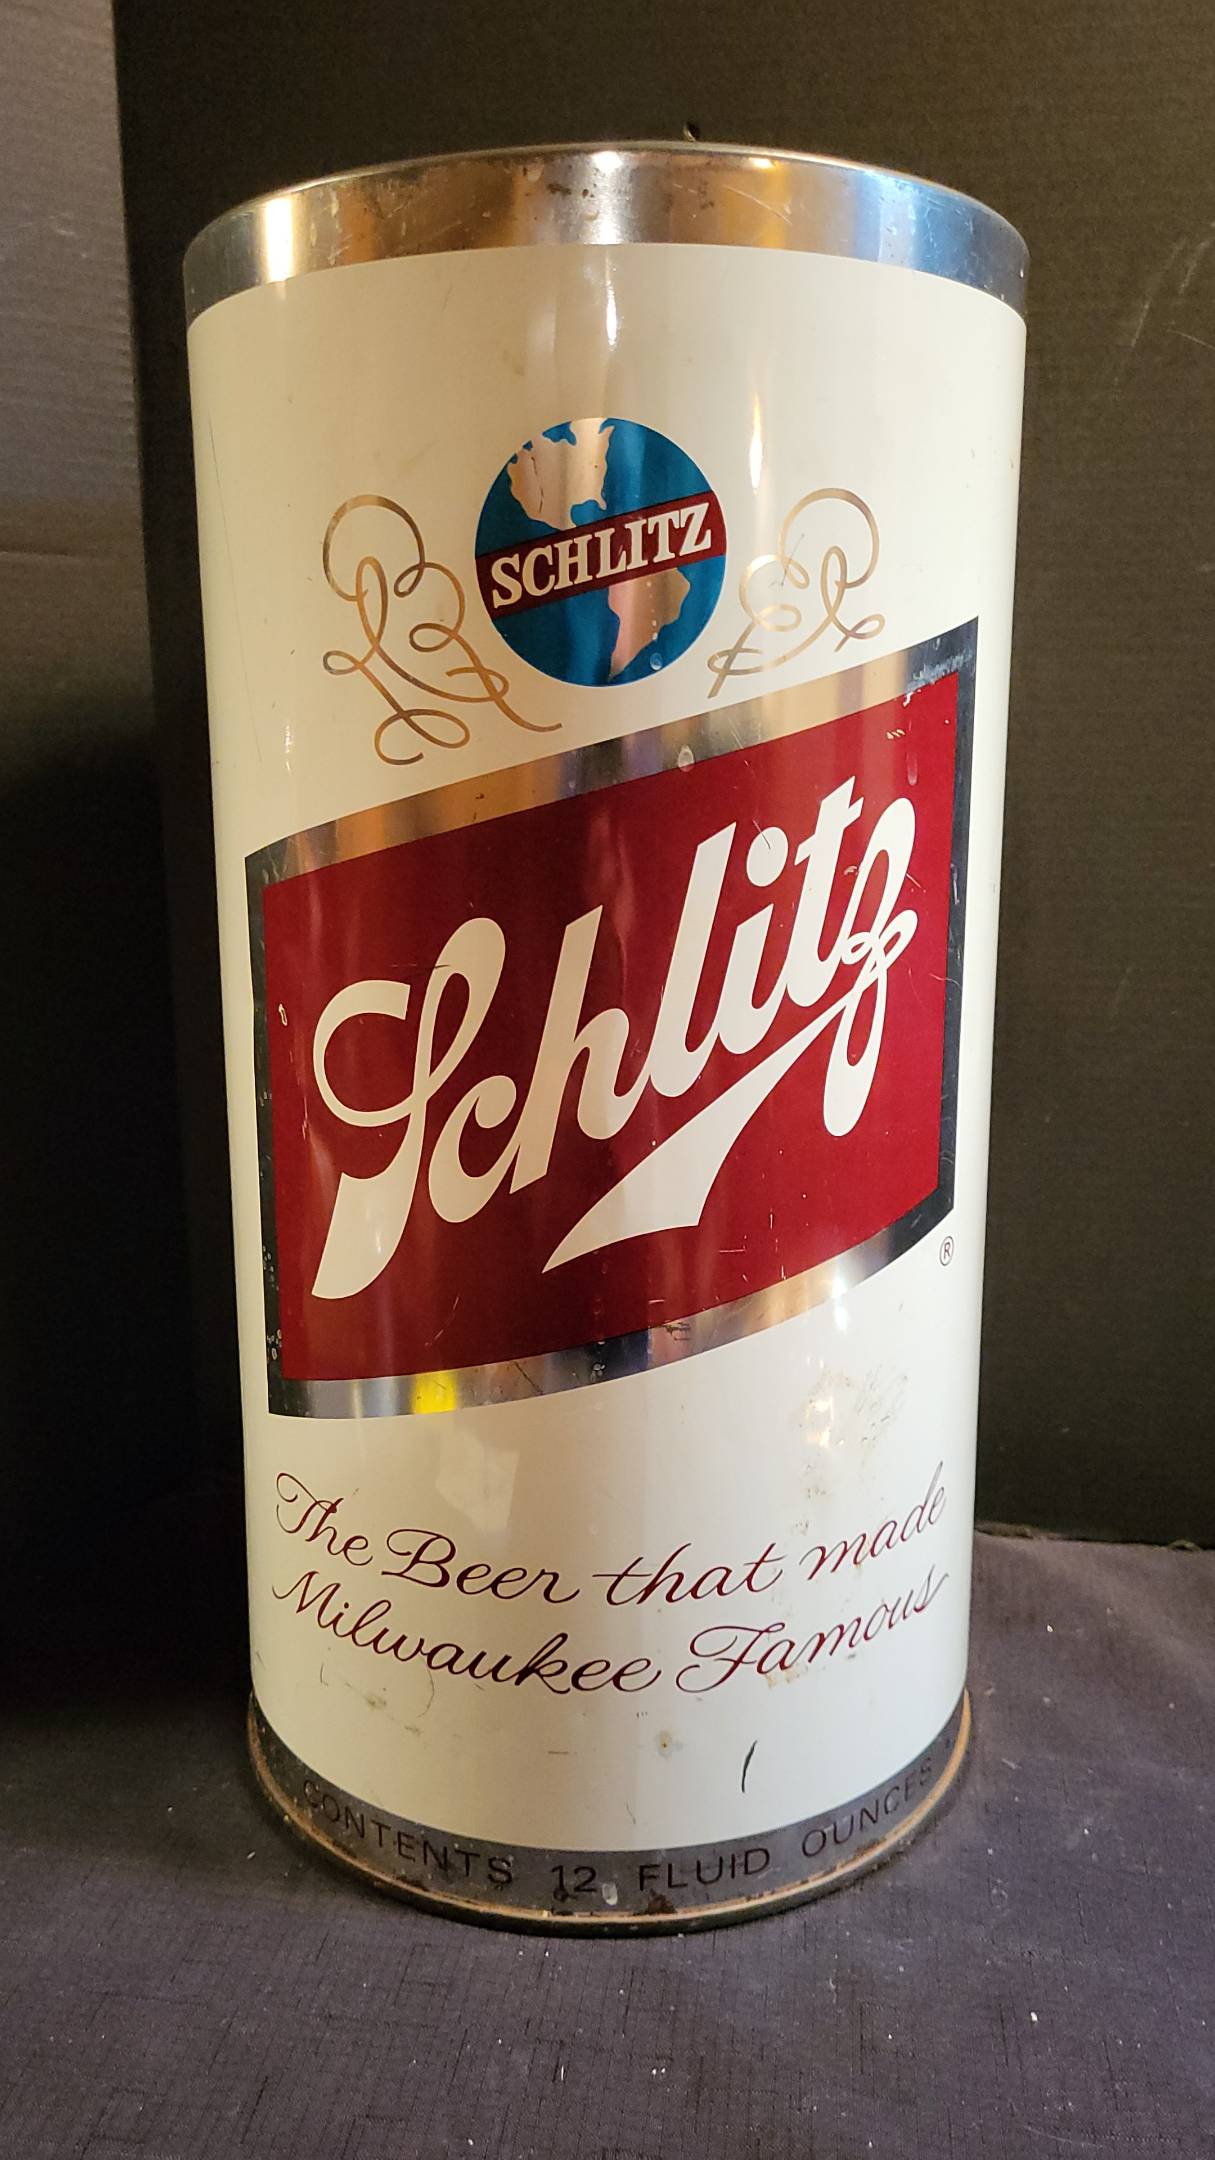 SCHLITZ
Schlitz
®
The Beer that made
Milwaukee Famous
CONTENTS 12 FLUID OUNCES